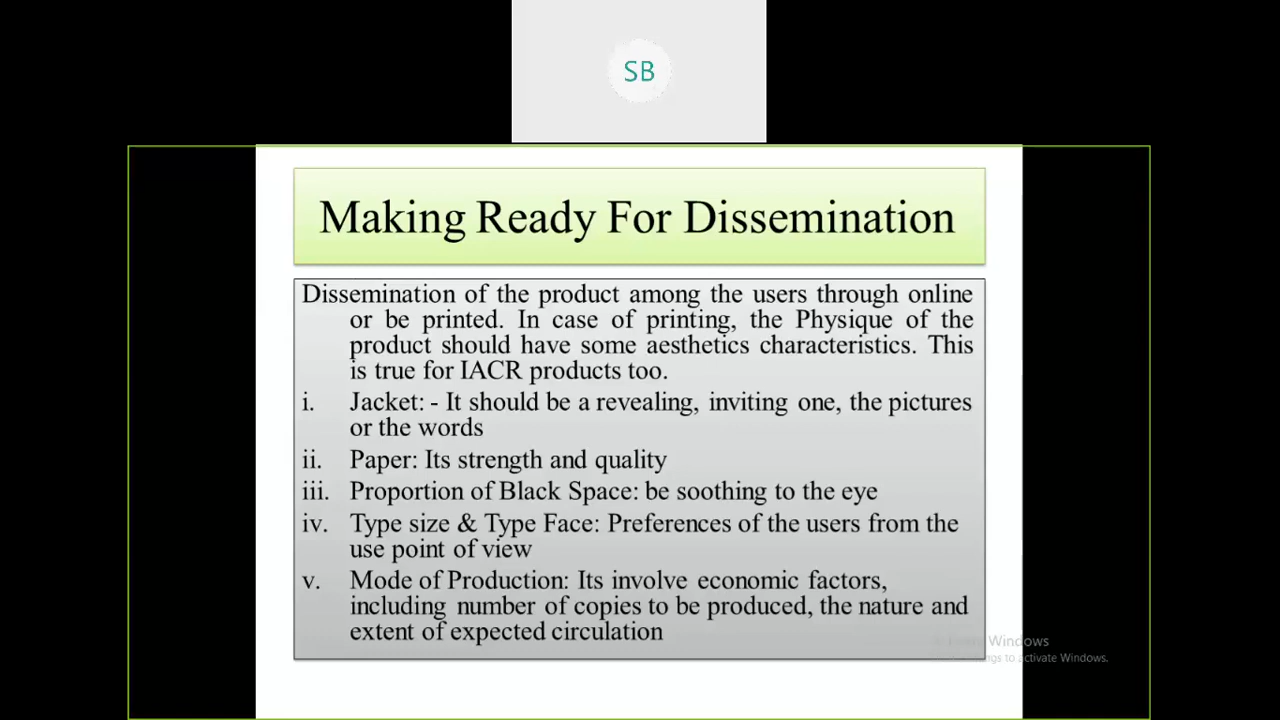 SB
Making Ready For Dissemination
Dissemination of the product among the users through online
or be printed. In case of printing, the Physique of the
product should have some aesthetics characteristics. This
is true for IACR products too.
i. Jacket: - It should be a revealing, inviting one, the pictures
or the words
ii. Paper: Its strength and quality
iii. Proportion of Black Space: be soothing to the eye
iv. Type size & Type Face: Preferences of the users from the
use point of view
v. Mode of Production: Its involve economic factors,
including number of copies to be produced, the nature and
extent of expected circulation
Windows
to activate Windows.